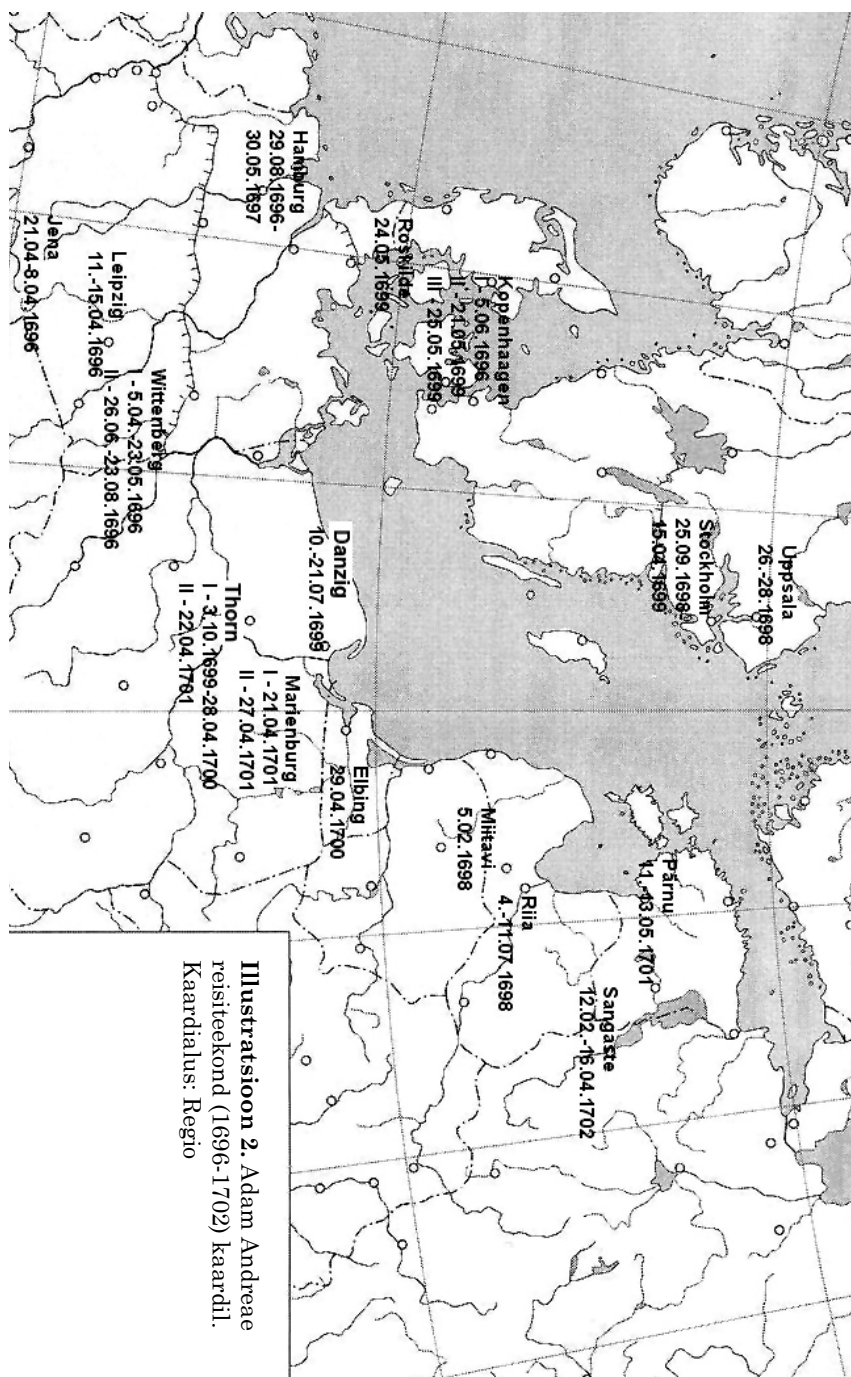 Uppsala
26.-28.1698
Stockholm
25.09.1698
15.04.1699
Kopenhaagen
I - 5.06.1696
II - 21.05.1699
III - 25.05.1699
Roskilde
24.05.1699
Hamburg
29.08.1696-
30.05.1697
Jena
21.04-8.04.1696
Leipzig
11.-15.04.1696
Wittenberg
I - 5.04.-23.05.1696
II - 26.06.-23.08.1696
Danzig
10.-21.07.1699
Thorn
I - 3.10.1699-28.04.1700
II - 22.04.1701
Marienburg
I - 21.04.1701
II - 27.04.1701
Elbing
29.04.1700
Miitavi
5.02.1698
Riia
4.-11.07.1698
Pärnu
11.-13.05.1701
Sangaste
12.02.-16.04.1702
Illustratsioon 2. Adam Andreae
reisiteekond (1696-1702) kaardil.
Kaardialus: Regio